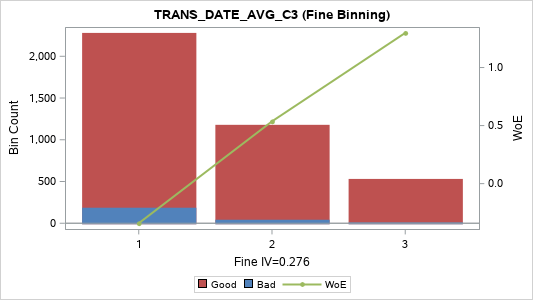 TRANS_DATE_AVG_C3 (Fine Binning)
2,000
1,500
1,000
500
0
Bin Count
1.0
0.5
0.0
WoE
1 2 3
Fine IV=0.276
Good Bad WoE